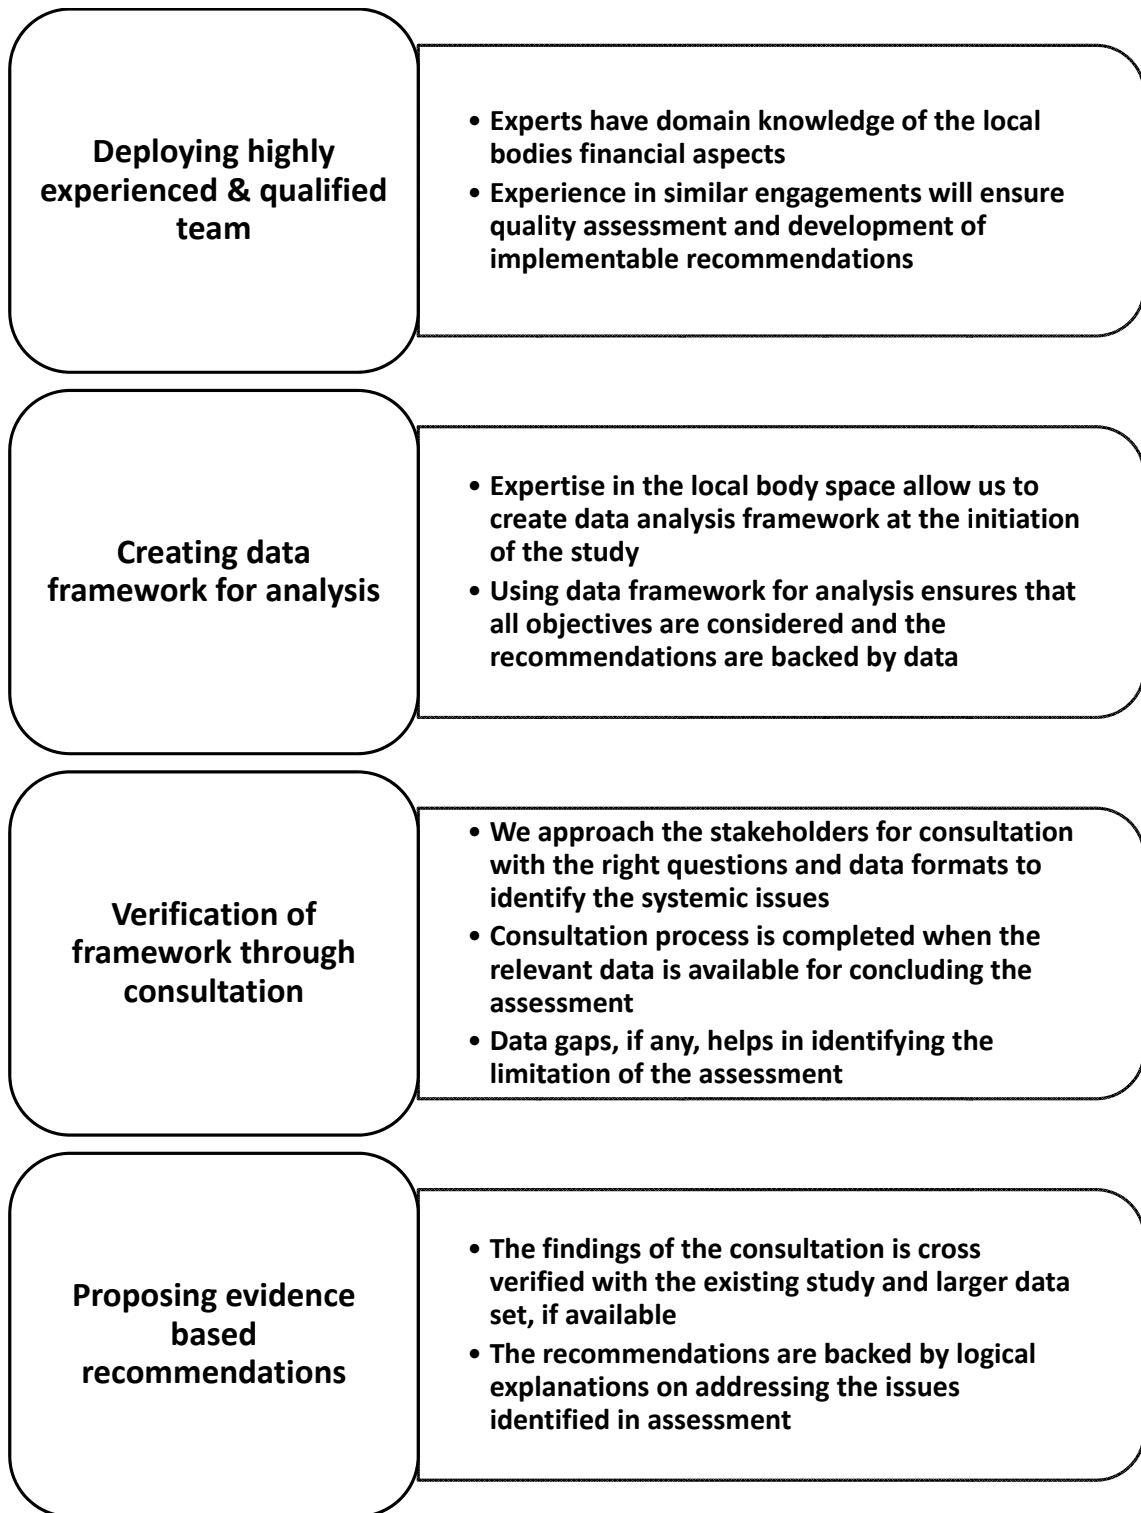 Deploying highly
experienced & qualified
team
• Experts have domain knowledge of the local
bodies financial aspects
• Experience in similar engagements will ensure
quality assessment and development of
implementable recommendations
Creating data
framework for analysis
• Expertise in the local body space allow us to
create data analysis framework at the initiation
of the study
• Using data framework for analysis ensures that
all objectives are considered and the
recommendations are backed by data
Verification of
framework through
consultation
• We approach the stakeholders for consultation
with the right questions and data formats to
identify the systemic issues
• Consultation process is completed when the
relevant data is available for concluding the
assessment
• Data gaps, if any, helps in identifying the
limitation of the assessment
Proposing evidence
based
recommendations
• The findings of the consultation is cross
verified with the existing study and larger data
set, if available
• The recommendations are backed by logical
explanations on addressing the issues
identified in assessment